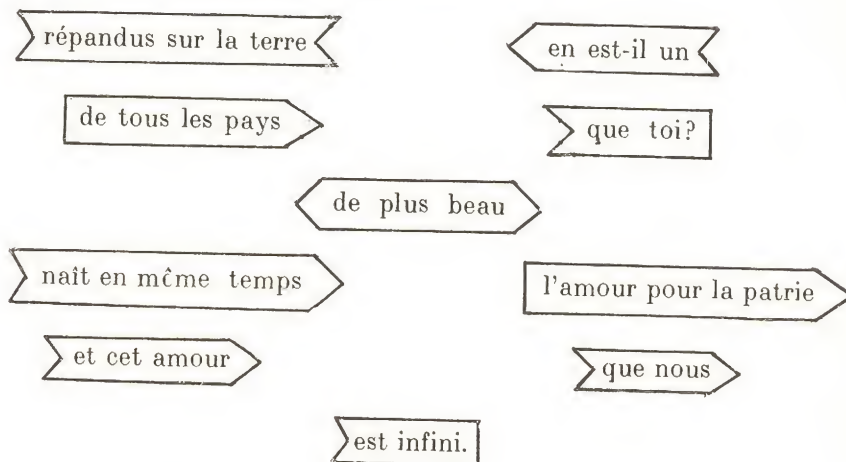 répandus sur la terre
en est-il un
de tous les pays
que toi?
de plus beau
naît en même temps
l'amour pour la patrie
et cet amour
que nous
est infini.